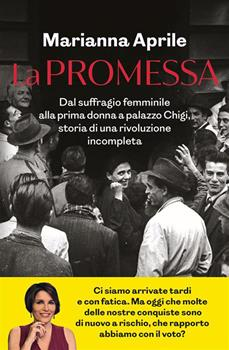 Marianna Aprile
La PROMESSA
Dal suffragio femminile
alla prima donna a palazzo Chigi,
storia di una rivoluzione
incompleta
Ci siamo arrivate tardi
e con fatica. Ma oggi che molte
delle nostre conquiste sono
di nuovo a rischio, che rapporto
abbiamo con il voto?